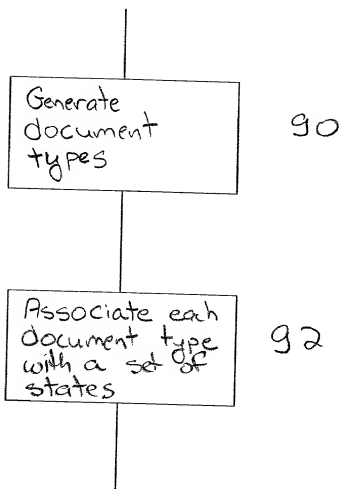 Generate
document
types
90
Associate each
document type
with a set of
states
92